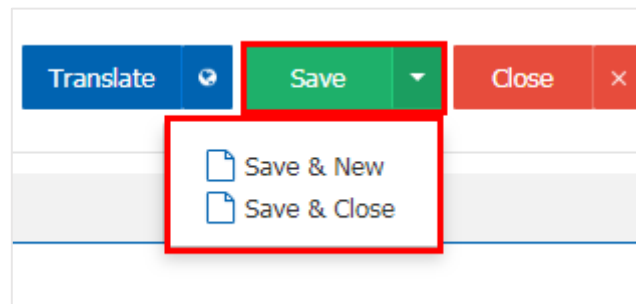 Translate
Save
Close
Save & New
Save & Close